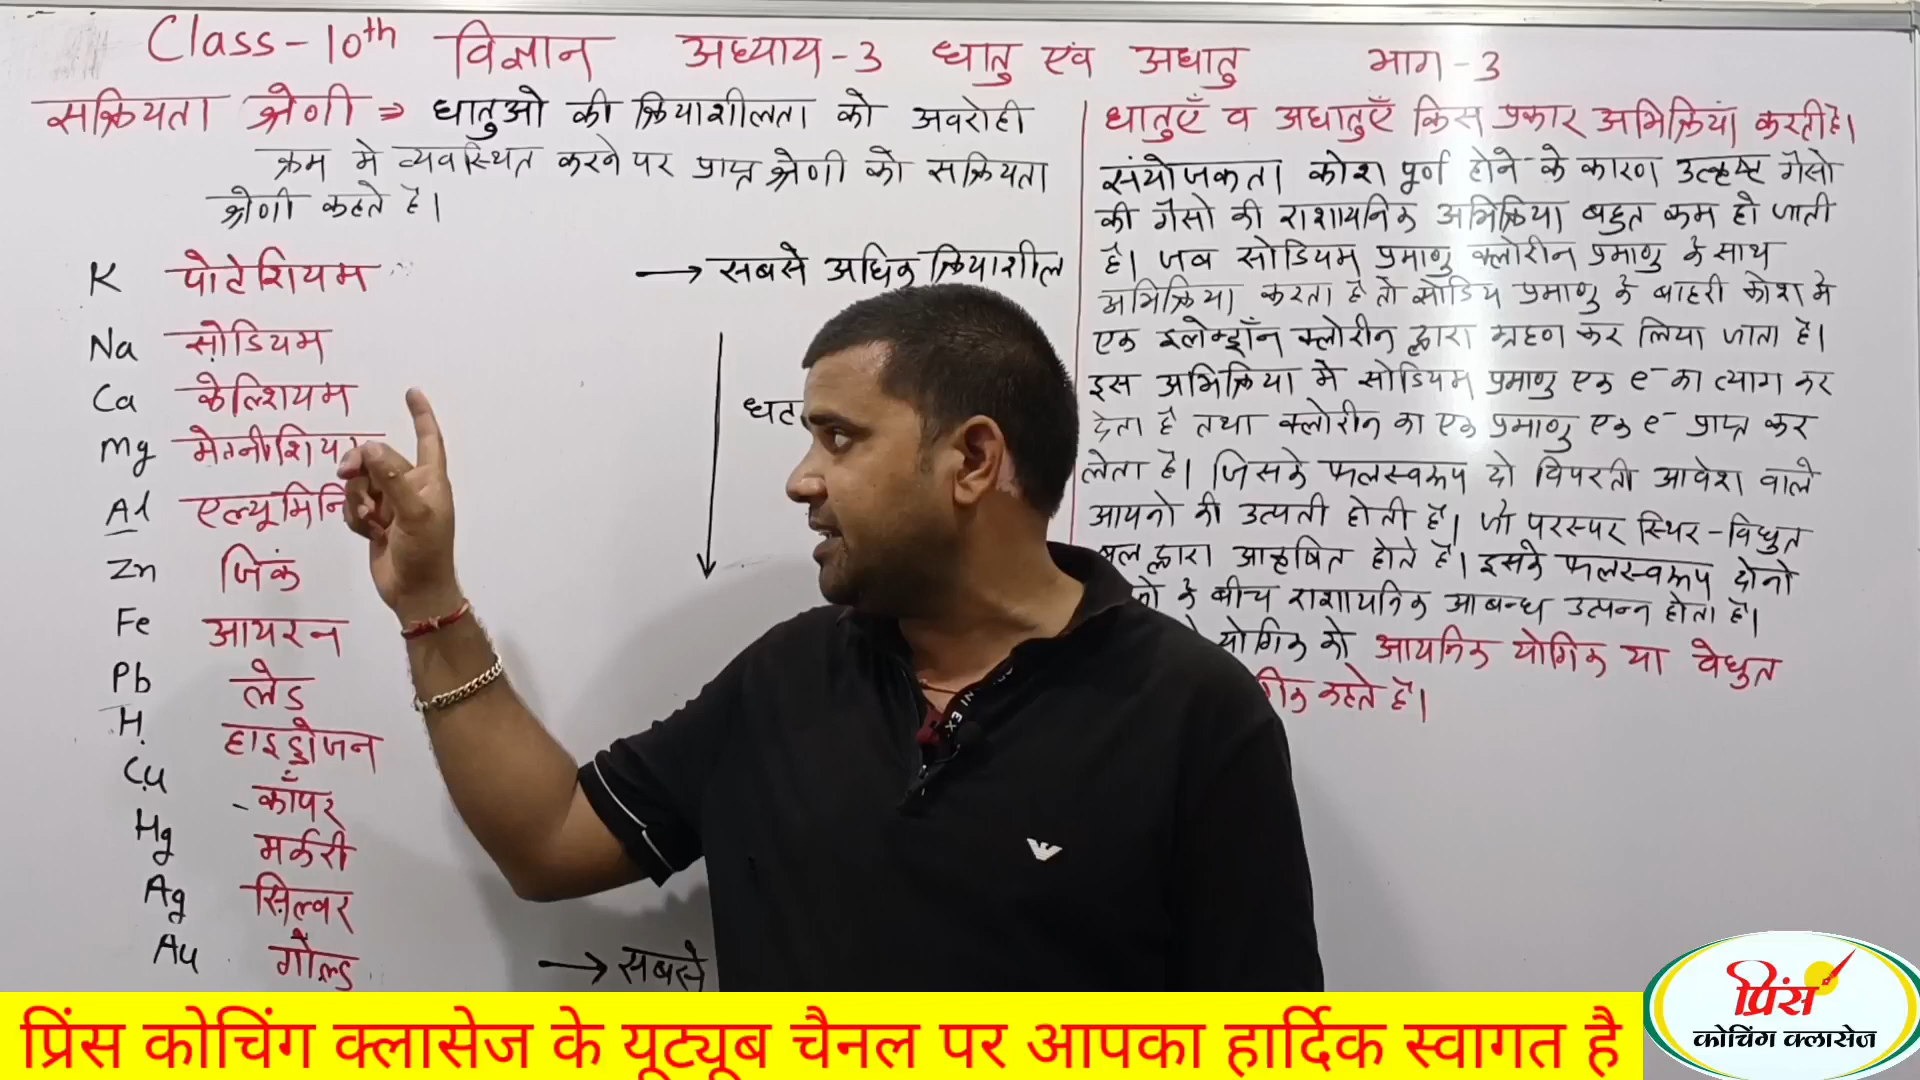 Class-10th विज्ञान अध्याय-3 धातु एवं अधातु भाग-3
सक्रियता श्रेणी ⇒ धातुओ की क्रियाशीलता को अवरोही
क्रम मे व्यवस्थित करने पर प्राप्त श्रेणी को सक्रियता
श्रेणी कहते है।
K पोटेशियम → सबसे अधिक क्रियाशील
Na सोडियम
Ca केल्शियम
घट
Mg मेग्नीशिय
Al एल्यूमिनि
Zn जिंक
Fe आयरन
Pb लेड
H हाइड्रोजन
Cu कॉपर
Hg मर्करी
Ag सिल्वर
Au गोल्ड → सबसे
धातुएँ व अधातुएँ किस प्रकार अभिक्रियां करती है।
संयोजकता कोश पूर्ण होने के कारण उत्कृष्ट गैसो
की गैसो की राशायनिक अभिक्रिया बहुत कम हो जाती
है। जब सोडियम प्रमाणु क्लोरीन प्रमाणु के साथ
अभिक्रिया करता है तो सोडिय प्रमाणु के बाहरी कोश मे
एक इलेक्ट्रॉन क्लोरीन द्वारा ग्रहण कर लिया जाता है।
इस अभिक्रिया मे सोडियम प्रमाणु एक e⁻ का त्याग कर
देता है तथा क्लोरीन का एक प्रमाणु एक e⁻ प्राप्त कर
लेता है। जिसके फलस्वरूप दो विपरती आवेश वाले
आयनो की उत्पती होती है। जो परस्पर स्थिर-विधुत
बल द्वारा आकृषित होते है। इसके फलस्वरूप दोनो
के बीच राशायनिक आबन्ध उत्पन्न होता है।
योगिक को आयनिक योगिक या वेधुत
कहते है।
प्रिंस कोचिंग क्लासेज के यूट्यूब चैनल पर आपका हार्दिक स्वागत है
प्रिंस
कोचिंग क्लासेज